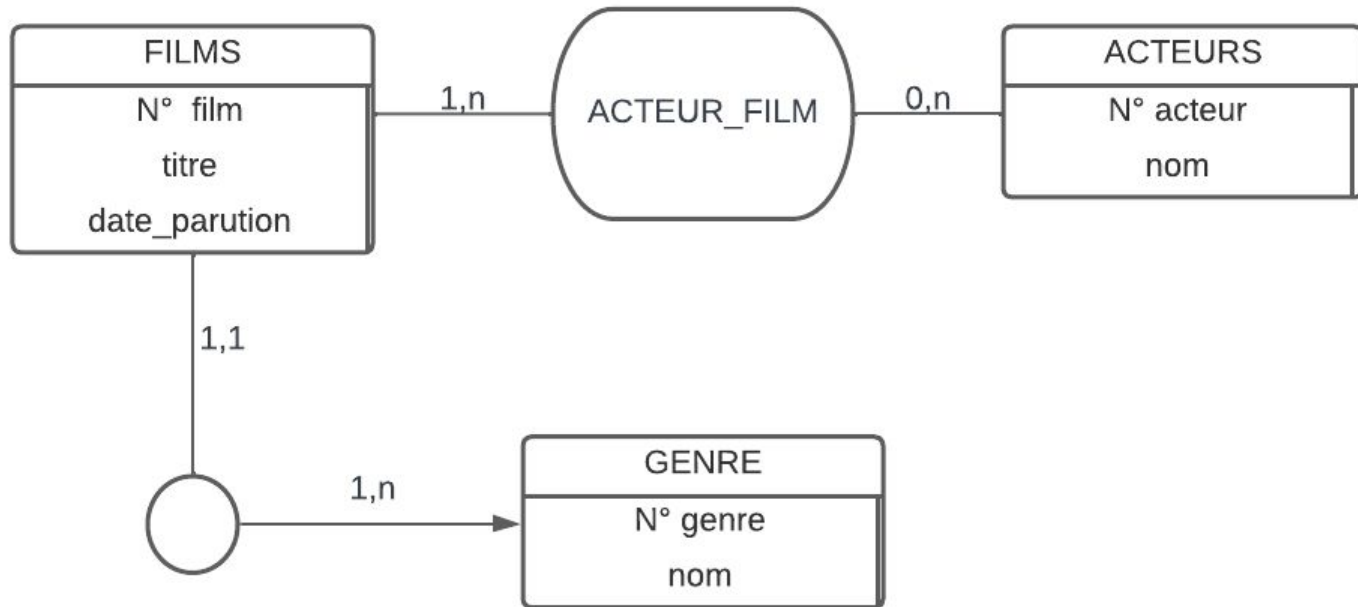 FILMS
N° film
titre
date_parution
1,n
ACTEUR_FILM
0,n
ACTEURS
N° acteur
nom
1,1
1,n
GENRE
N° genre
nom